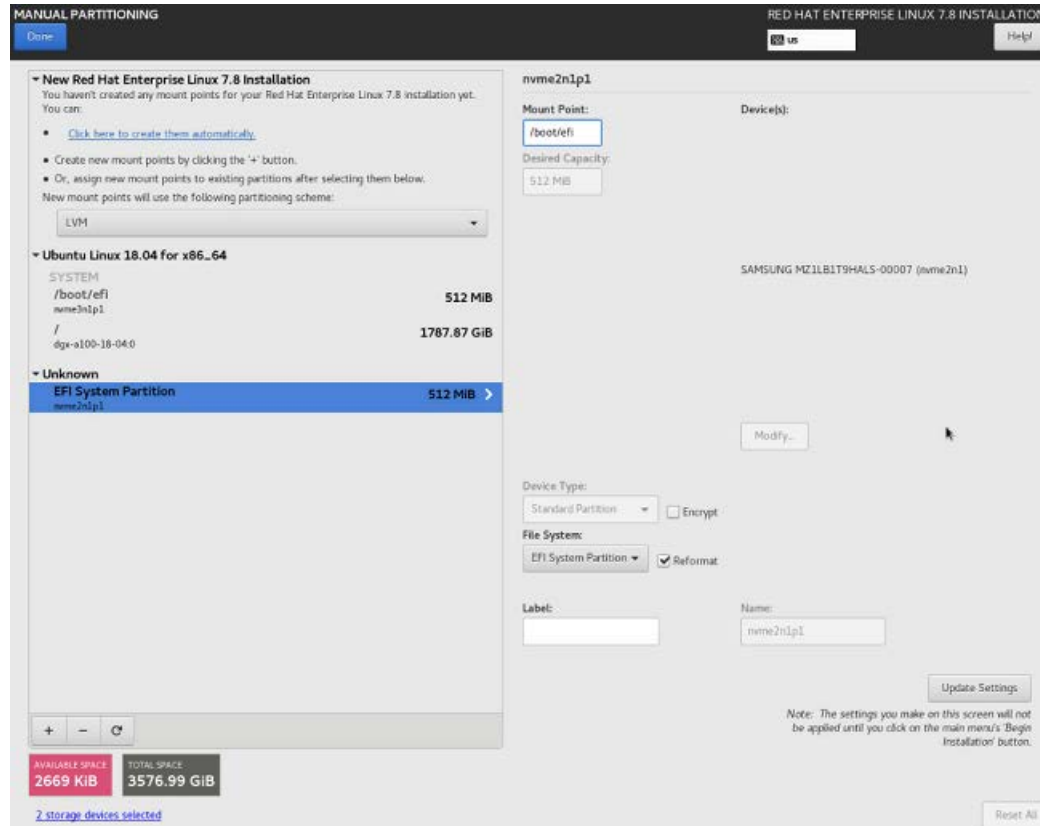 MANUAL PARTITIONING
RED HAT ENTERPRISE LINUX 7.8 INSTALLATION
Done
us
Help!
New Red Hat Enterprise Linux 7.8 Installation
You haven't created any mount points for your Red Hat Enterprise Linux 7.8 installation yet.
You can:
• Click here to create them automatically.
• Create new mount points by clicking the '+' button.
• Or, assign new mount points to existing partitions after selecting them below.
New mount points will use the following partitioning scheme:
LVM
Ubuntu Linux 18.04 for x86_64
SYSTEM
/boot/efi 512 MiB
nvme3n1p1
/ 1787.87 GiB
dgx-a100-18-04:0
Unknown
EFI System Partition 512 MiB
nvme2n1p1
+ - 
AVAILABLE SPACE
2669 KiB
TOTAL SPACE
3576.99 GiB
2 storage devices selected
nvme2n1p1
Mount Point:
/boot/efi
Desired Capacity:
512 MiB
Device(s):
SAMSUNG MZ1LB1T9HALS-00007 (nvme2n1)
Modify...
Device Type:
Standard Partition
Encrypt
File System:
EFI System Partition
Reformat
Label:
Name:
nvme2n1p1
Update Settings
Note: The settings you make on this screen will not
be applied until you click on the main menu's 'Begin
Installation' button.
Reset All